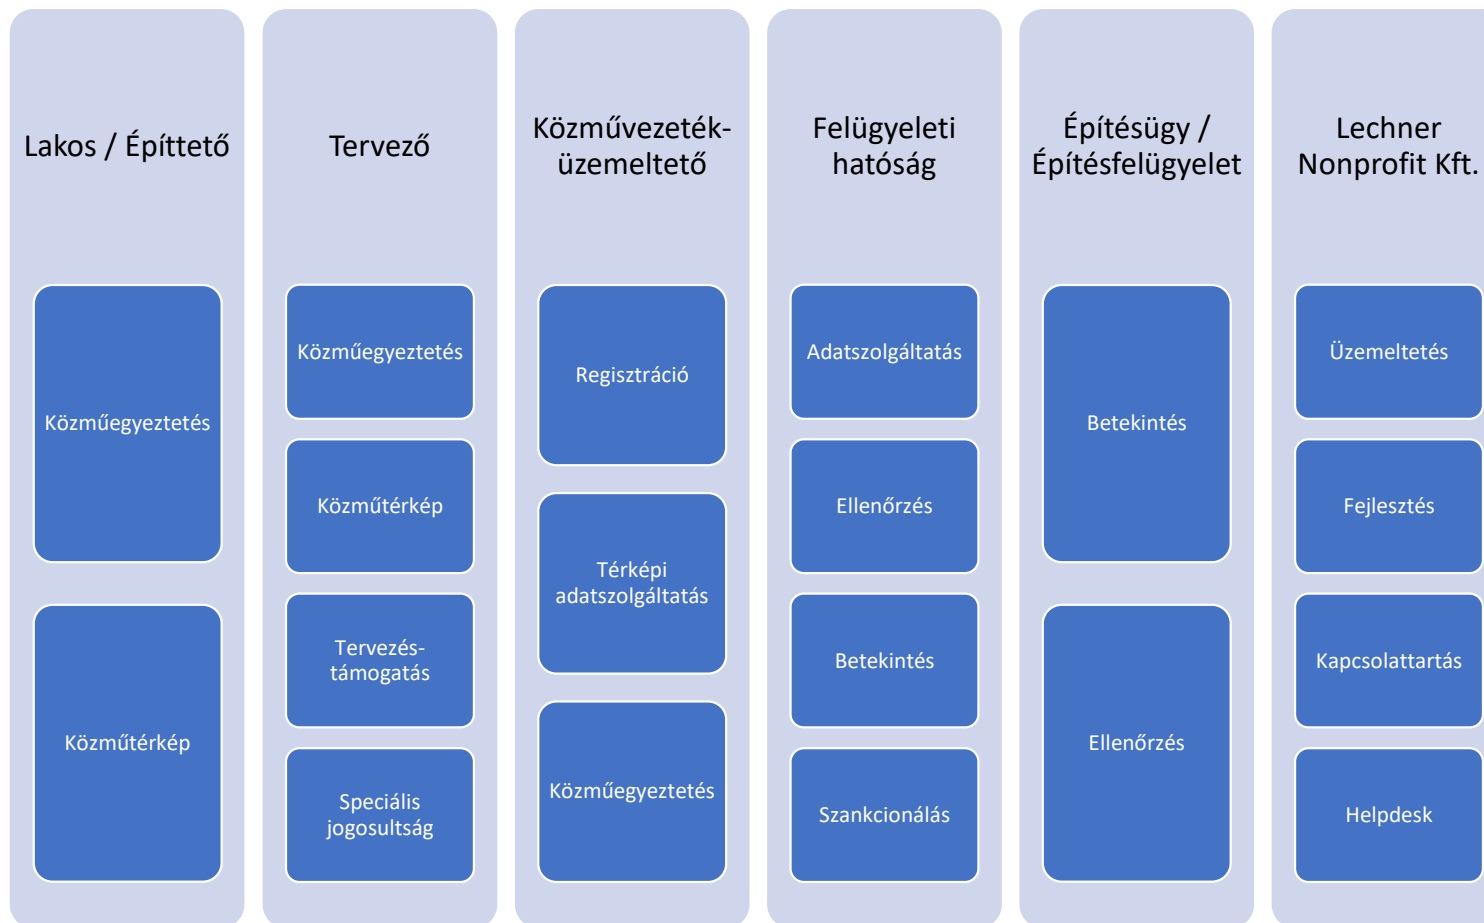 Lakos / Építtető
Közműegyeztetés
Közműtérkép
Tervező
Közműegyeztetés
Közműtérkép
Tervezés-
támogatás
Speciális
jogosultság
Közművezeték-
üzemeltető
Regisztráció
Térképi
adatszolgáltatás
Közműegyeztetés
Felügyeleti
hatóság
Adatszolgáltatás
Ellenőrzés
Betekintés
Szankcionálás
Építésügy /
Építésfelügyelet
Betekintés
Ellenőrzés
Lechner
Nonprofit Kft.
Üzemeltetés
Fejlesztés
Kapcsolattartás
Helpdesk